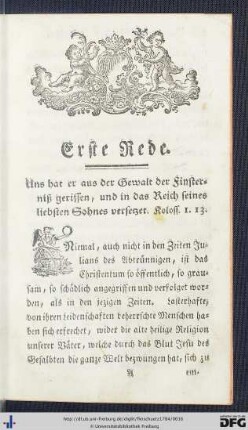 Erste Rede.
Uns hat er aus der Gewalt der Finster-
niß gerissen, und in das Reich seines
liebsten Sohnes versetzet. Koloss. 1. 13.
Niemal, auch nicht in den Zeiten Ju-
lians des Abtrünnigen, ist das
Christentum so öffentlich, so grau-
sam, so schädlich angegriffen und verfolget wor-
den, als in den jezigen Zeiten. Lasterhafte,
von ihren leidenschaften beherrschte Menschen ha-
ben sich erfrechet, wider die alte heilige Religion
unserer Väter, welche durch das Blut Jesu des
Gesalbten die ganze Welt bezwungen hat, sich zu
A em-
© Universitätsbibliothek Freiburg